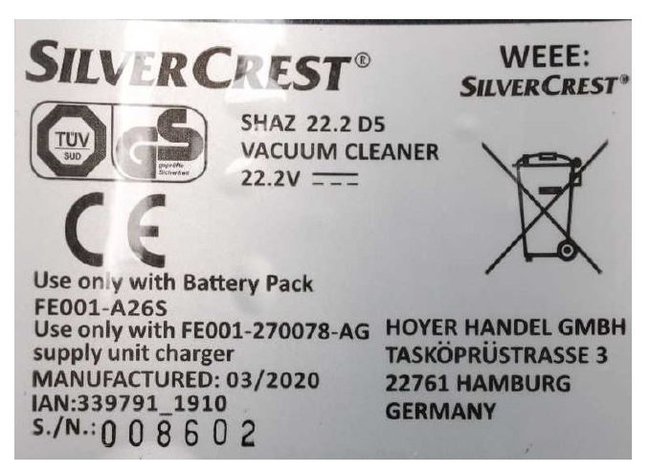 SILVERCREST®
WEEE:
SILVERCREST®
TÜV
SÜD
GS
geprüfte
Sicherheit
SHAZ 22.2 D5
VACUUM CLEANER
22.2V
CE
Use only with Battery Pack
FE001-A26S
Use only with FE001-270078-AG
supply unit charger
MANUFACTURED: 03/2020
IAN:339791_1910
S./N.:008602
HOYER HANDEL GMBH
TASKÖPRÜSTRASSE 3
22761 HAMBURG
GERMANY